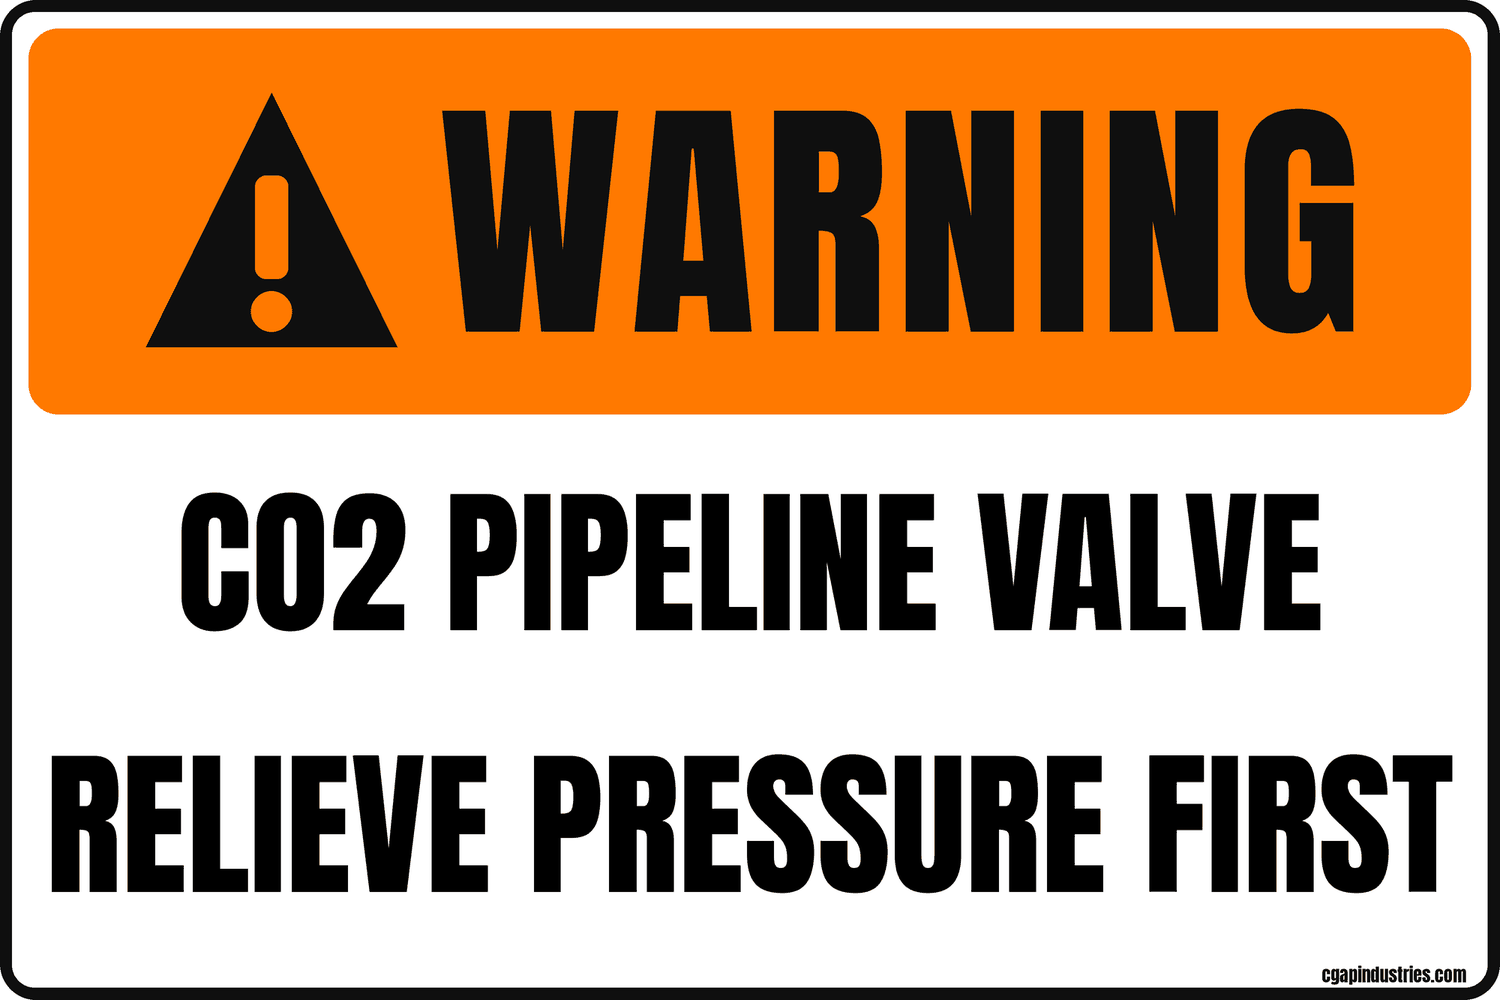 WARNING
CO2 PIPELINE VALVE
RELIEVE PRESSURE FIRST
cgapindustries.com